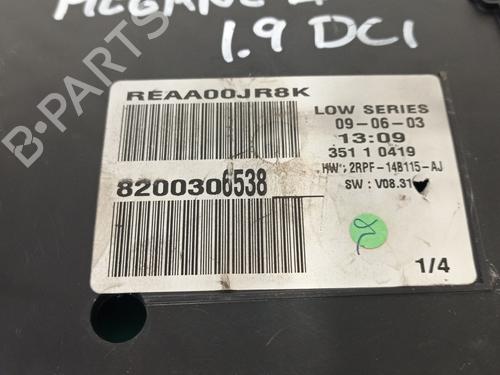 MEGANE II
1.9 DCI
REAA00JR8K
LOW SERIES
09-06-03
13:09
351 1 0419
HW : 2RPF-14B115-AJ
SW : V08.31
8200306538
1/4
B-PARTS